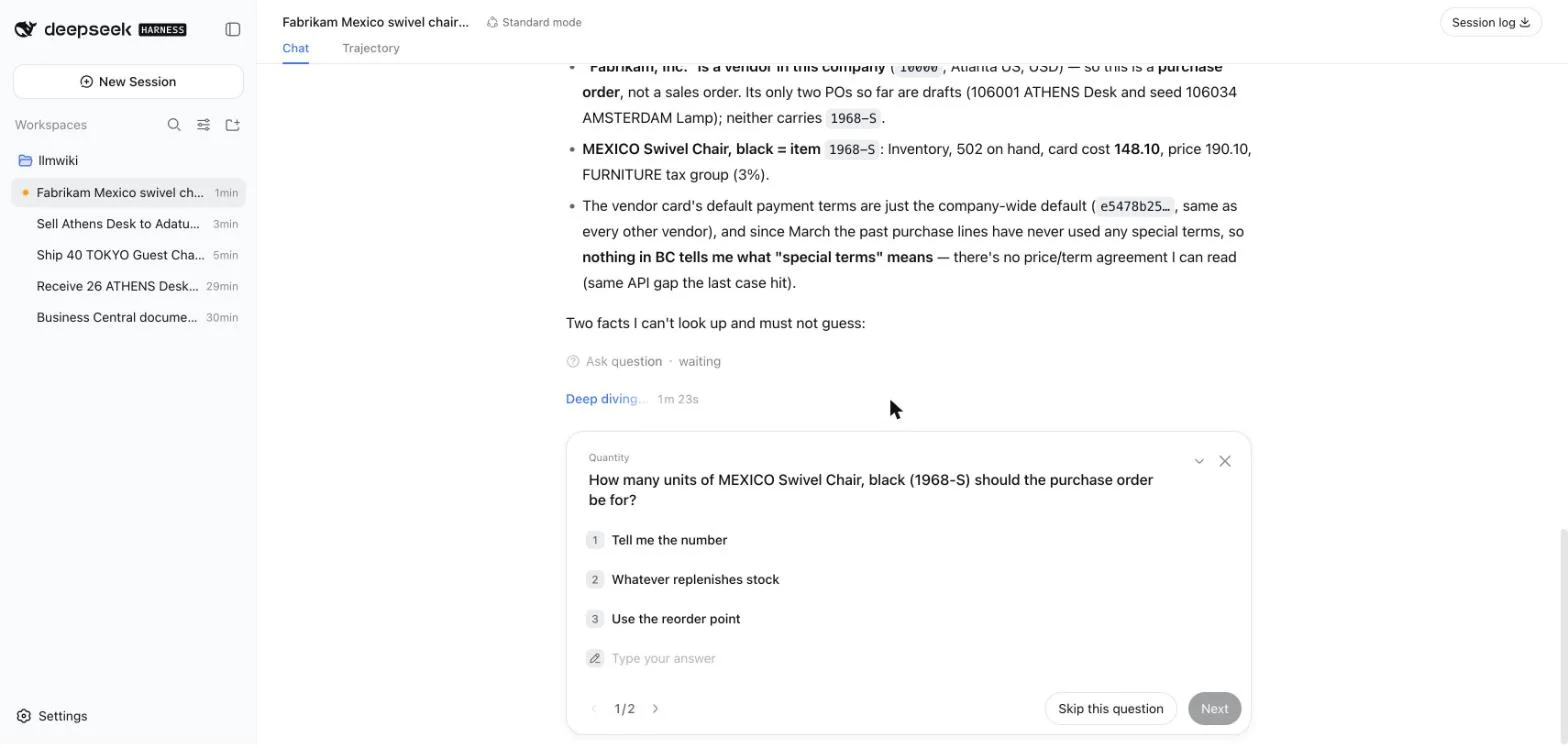 deepseek HARNESS
New Session
Workspaces
llmwiki
Fabrikam Mexico swivel ch... 1min
Sell Athens Desk to Adatu... 3min
Ship 40 TOKYO Guest Cha... 5min
Receive 26 ATHENS Desk... 29min
Business Central docume... 30min
Settings
Fabrikam Mexico swivel chair... Standard mode
Session log
Chat Trajectory
• "Fabrikam, Inc." is a vendor in this company ( 10000 , Atlanta US, USD) — so this is a purchase
order, not a sales order. Its only two POs so far are drafts (106001 ATHENS Desk and seed 106034
AMSTERDAM Lamp); neither carries 1968-S .
• MEXICO Swivel Chair, black = item 1968-S : Inventory, 502 on hand, card cost 148.10, price 190.10,
FURNITURE tax group (3%).
• The vendor card's default payment terms are just the company-wide default ( e5478b25… , same as
every other vendor), and since March the past purchase lines have never used any special terms, so
nothing in BC tells me what "special terms" means — there's no price/term agreement I can read
(same API gap the last case hit).
Two facts I can't look up and must not guess:
Ask question · waiting
Deep diving... 1m 23s
Quantity
How many units of MEXICO Swivel Chair, black (1968-S) should the purchase order
be for?
1 Tell me the number
2 Whatever replenishes stock
3 Use the reorder point
Type your answer
1/2
Skip this question
Next